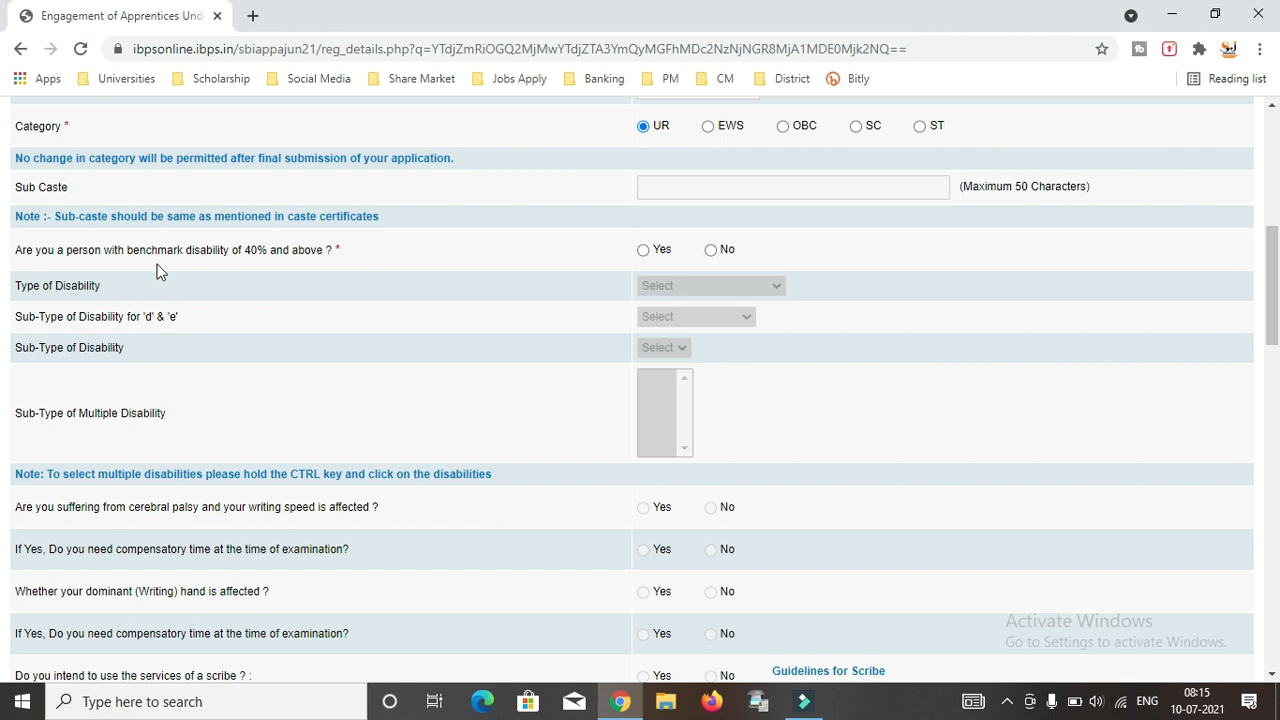 Engagement of Apprentices Und
ibpsonline.ibps.in/sbiappajun21/reg_details.php?q=YTdjZmRiOGQ2MjMwYTdjZTA3YmQyMGFhMDc2NzNjNGR8MjA1MDE0Mjk2NQ==
Apps Universities Scholarship Social Media Share Market Jobs Apply Banking PM CM District Bitly Reading list
Category * UR EWS OBC SC ST
No change in category will be permitted after final submission of your application.
Sub Caste (Maximum 50 Characters)
Note :- Sub-caste should be same as mentioned in caste certificates
Are you a person with benchmark disability of 40% and above ? * Yes No
Type of Disability Select
Sub-Type of Disability for 'd' & 'e' Select
Sub-Type of Disability Select
Sub-Type of Multiple Disability
Note: To select multiple disabilities please hold the CTRL key and click on the disabilities
Are you suffering from cerebral palsy and your writing speed is affected ? Yes No
If Yes, Do you need compensatory time at the time of examination? Yes No
Whether your dominant (Writing) hand is affected ? Yes No
Activate Windows
If Yes, Do you need compensatory time at the time of examination? Yes No
Go to Settings to activate Windows.
Do you intend to use the services of a scribe ? : Yes No Guidelines for Scribe
Type here to search
ENG
08:15
10-07-2021